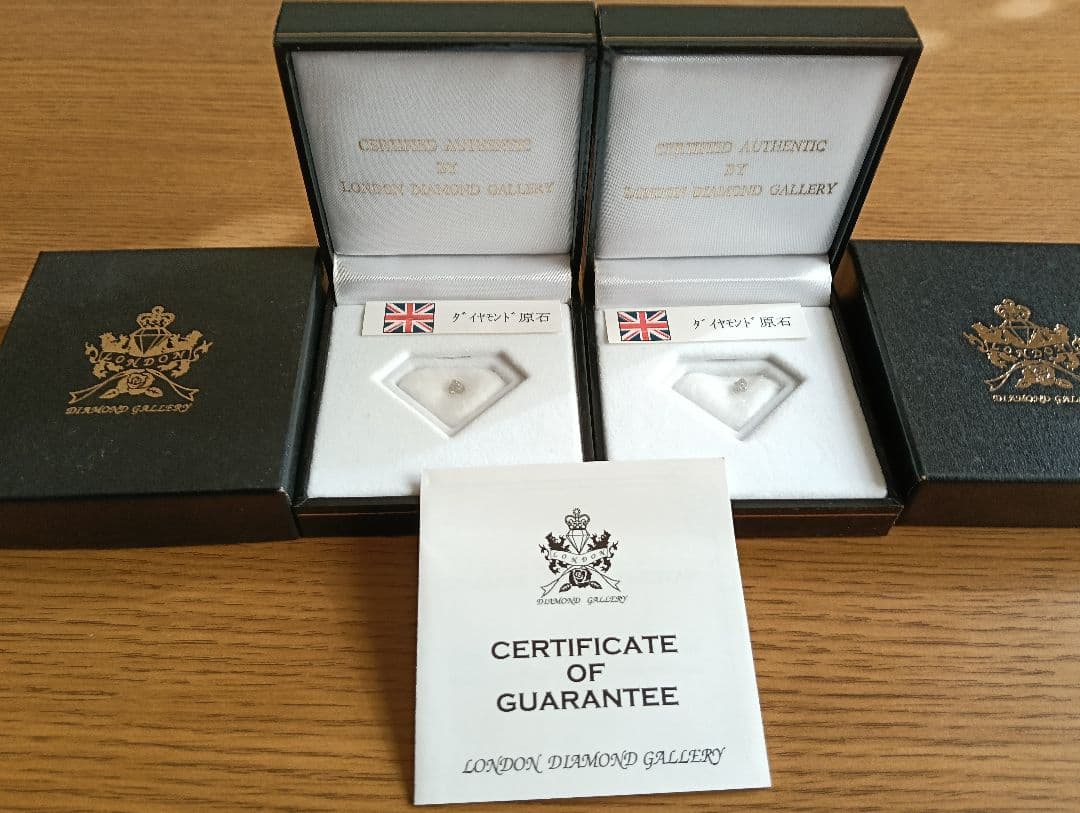 CERTIFIED AUTHENTIC
BY
LONDON DIAMOND GALLERY
CERTIFIED AUTHENTIC
BY
LONDON DIAMOND GALLERY
ﾀﾞｲﾔﾓﾝﾄﾞ原石
ﾀﾞｲﾔﾓﾝﾄﾞ原石
LONDON
DIAMOND GALLERY
LONDON
DIAMOND GAL
LONDON
DIAMOND GALLERY
CERTIFICATE
OF
GUARANTEE
LONDON DIAMOND GALLERY